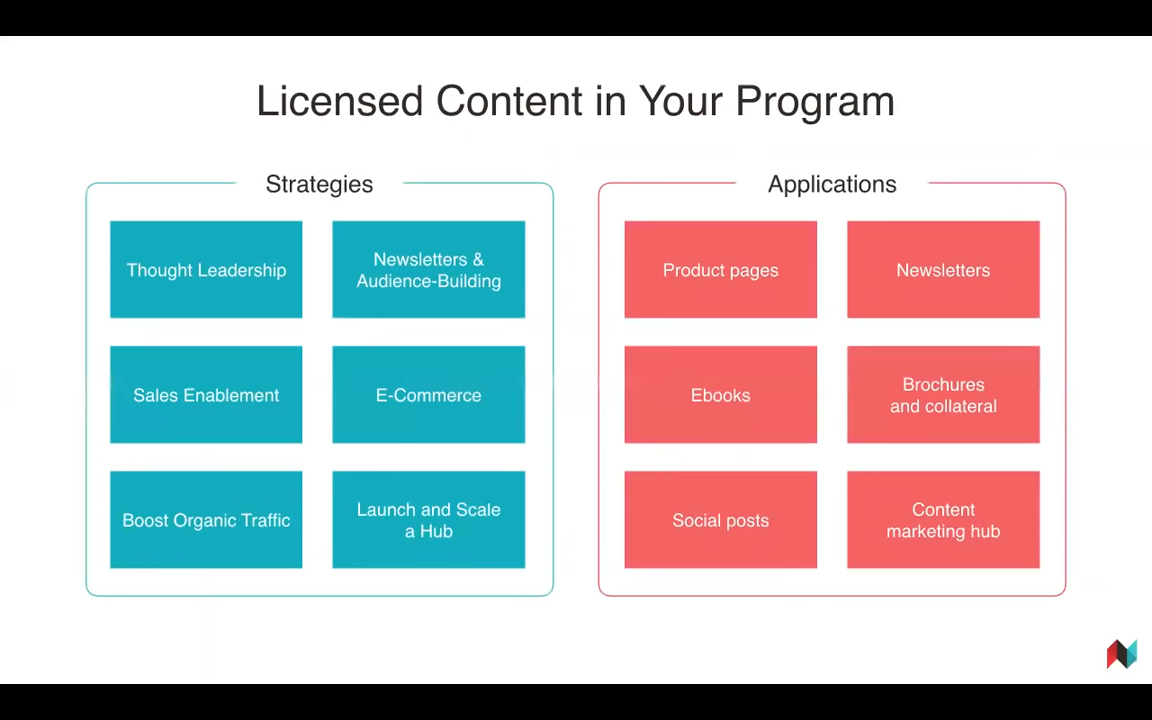 Licensed Content in Your Program
Strategies
Thought Leadership
Newsletters &
Audience-Building
Sales Enablement
E-Commerce
Boost Organic Traffic
Launch and Scale
a Hub
Applications
Product pages
Newsletters
Ebooks
Brochures
and collateral
Social posts
Content
marketing hub